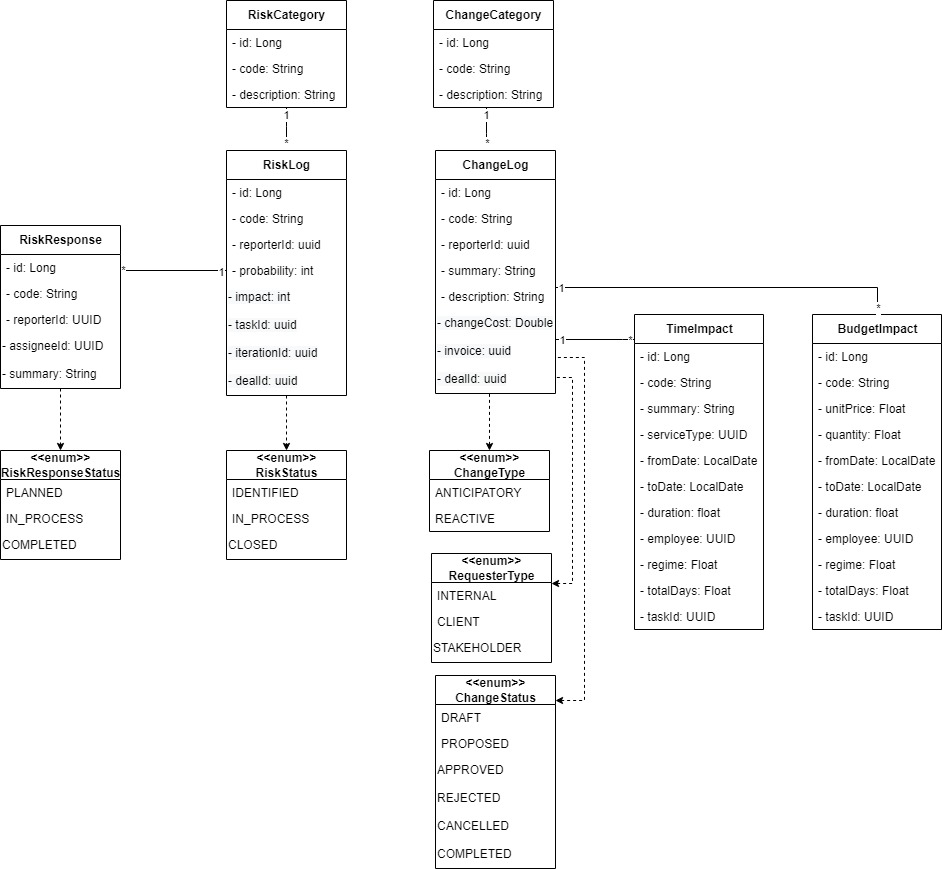 RiskCategory
- id: Long
- code: String
- description: String
1
*
ChangeCategory
- id: Long
- code: String
- description: String
1
*
RiskLog
- id: Long
- code: String
- reporterId: uuid
- probability: int
- impact: int
- taskId: uuid
- iterationId: uuid
- dealId: uuid
ChangeLog
- id: Long
- code: String
- reporterId: uuid
- summary: String
- description: String
- changeCost: Double
- invoice: uuid
- dealId: uuid
RiskResponse
- id: Long
- code: String
- reporterId: UUID
- assigneeId: UUID
- summary: String
*
1
1
*
1
*
TimeImpact
- id: Long
- code: String
- summary: String
- serviceType: UUID
- fromDate: LocalDate
- toDate: LocalDate
- duration: float
- employee: UUID
- regime: Float
- totalDays: Float
- taskId: UUID
BudgetImpact
- id: Long
- code: String
- unitPrice: Float
- quantity: Float
- fromDate: LocalDate
- toDate: LocalDate
- duration: float
- employee: UUID
- regime: Float
- totalDays: Float
- taskId: UUID
<<enum>>
RiskResponseStatus
PLANNED
IN_PROCESS
COMPLETED
<<enum>>
RiskStatus
IDENTIFIED
IN_PROCESS
CLOSED
<<enum>>
ChangeType
ANTICIPATORY
REACTIVE
<<enum>>
RequesterType
INTERNAL
CLIENT
STAKEHOLDER
<<enum>>
ChangeStatus
DRAFT
PROPOSED
APPROVED
REJECTED
CANCELLED
COMPLETED